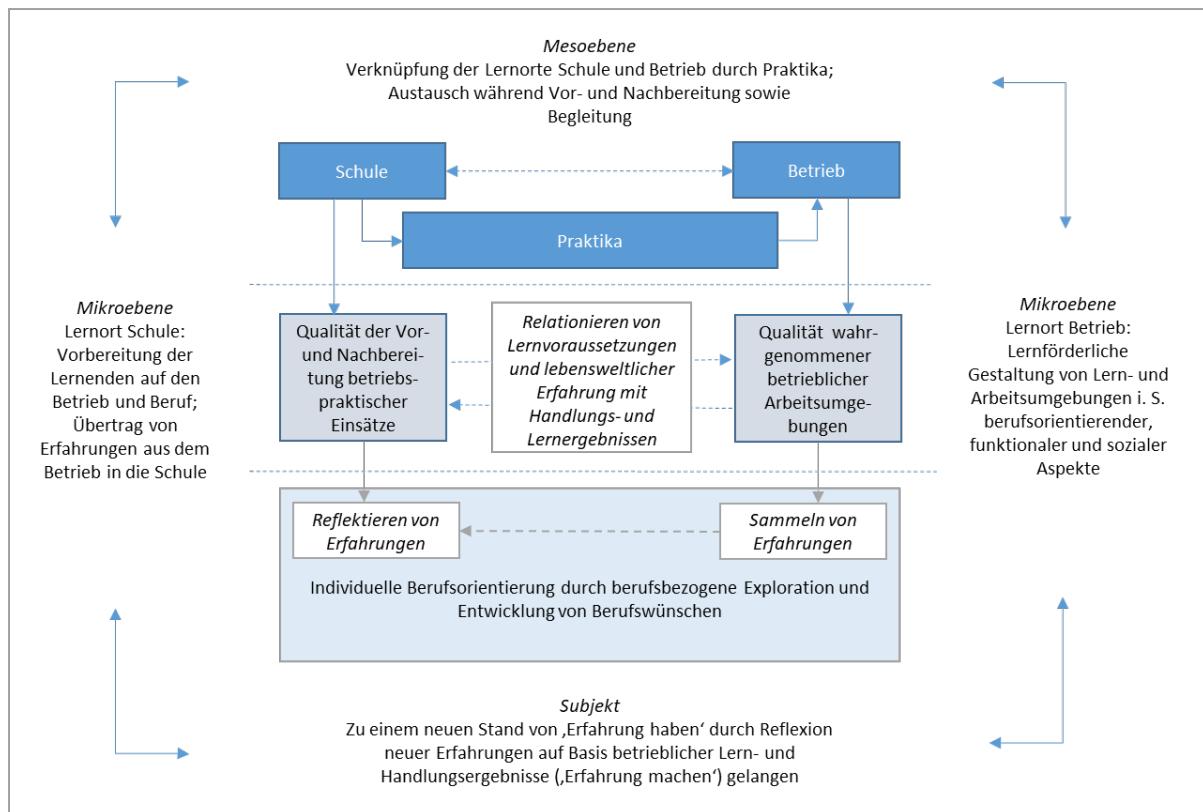 Mesoebene
Verknüpfung der Lernorte Schule und Betrieb durch Praktika;
Austausch während Vor- und Nachbereitung sowie
Begleitung
Schule
Betrieb
Praktika
Mikroebene
Lernort Schule:
Vorbereitung der
Lernenden auf den
Betrieb und Beruf;
Übertrag von
Erfahrungen aus dem
Betrieb in die Schule
Qualität der Vor-
und Nachberei-
tung betriebs-
praktischer
Einsätze
Relationieren von
Lernvoraussetzungen
und lebensweltlicher
Erfahrung mit
Handlungs- und
Lernergebnissen
Qualität wahr-
genommener
betrieblicher
Arbeitsumge-
bungen
Mikroebene
Lernort Betrieb:
Lernförderliche
Gestaltung von Lern- und
Arbeitsumgebungen i. S.
berufsorientierender,
funktionaler und sozialer
Aspekte
Reflektieren von
Erfahrungen
Sammeln von
Erfahrungen
Individuelle Berufsorientierung durch berufsbezogene Exploration und
Entwicklung von Berufswünschen
Subjekt
Zu einem neuen Stand von ‚Erfahrung haben‘ durch Reflexion
neuer Erfahrungen auf Basis betrieblicher Lern- und
Handlungsergebnisse (‚Erfahrung machen‘) gelangen